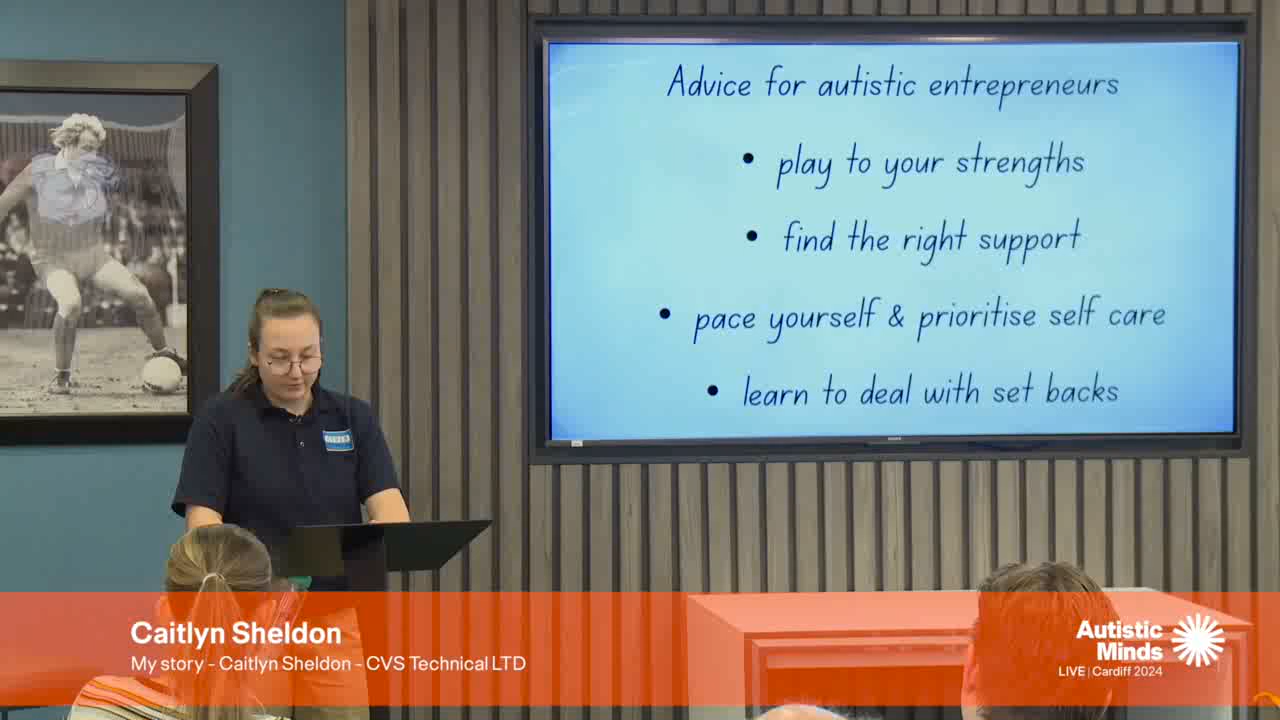 Advice for autistic entrepreneurs
• play to your strengths
• find the right support
• pace yourself & prioritise self care
• learn to deal with set backs
Caitlyn Sheldon
My story - Caitlyn Sheldon - CVS Technical LTD
Autistic
Minds
LIVE | Cardiff 2024